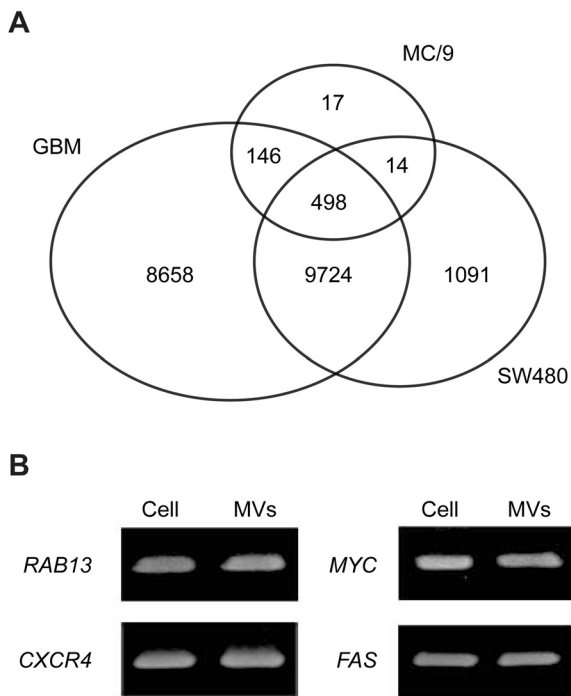 A
MC/9
17
GBM
146
14
498
8658
9724
1091
SW480
B
Cell MVs
Cell MVs
RAB13
MYC
CXCR4
FAS